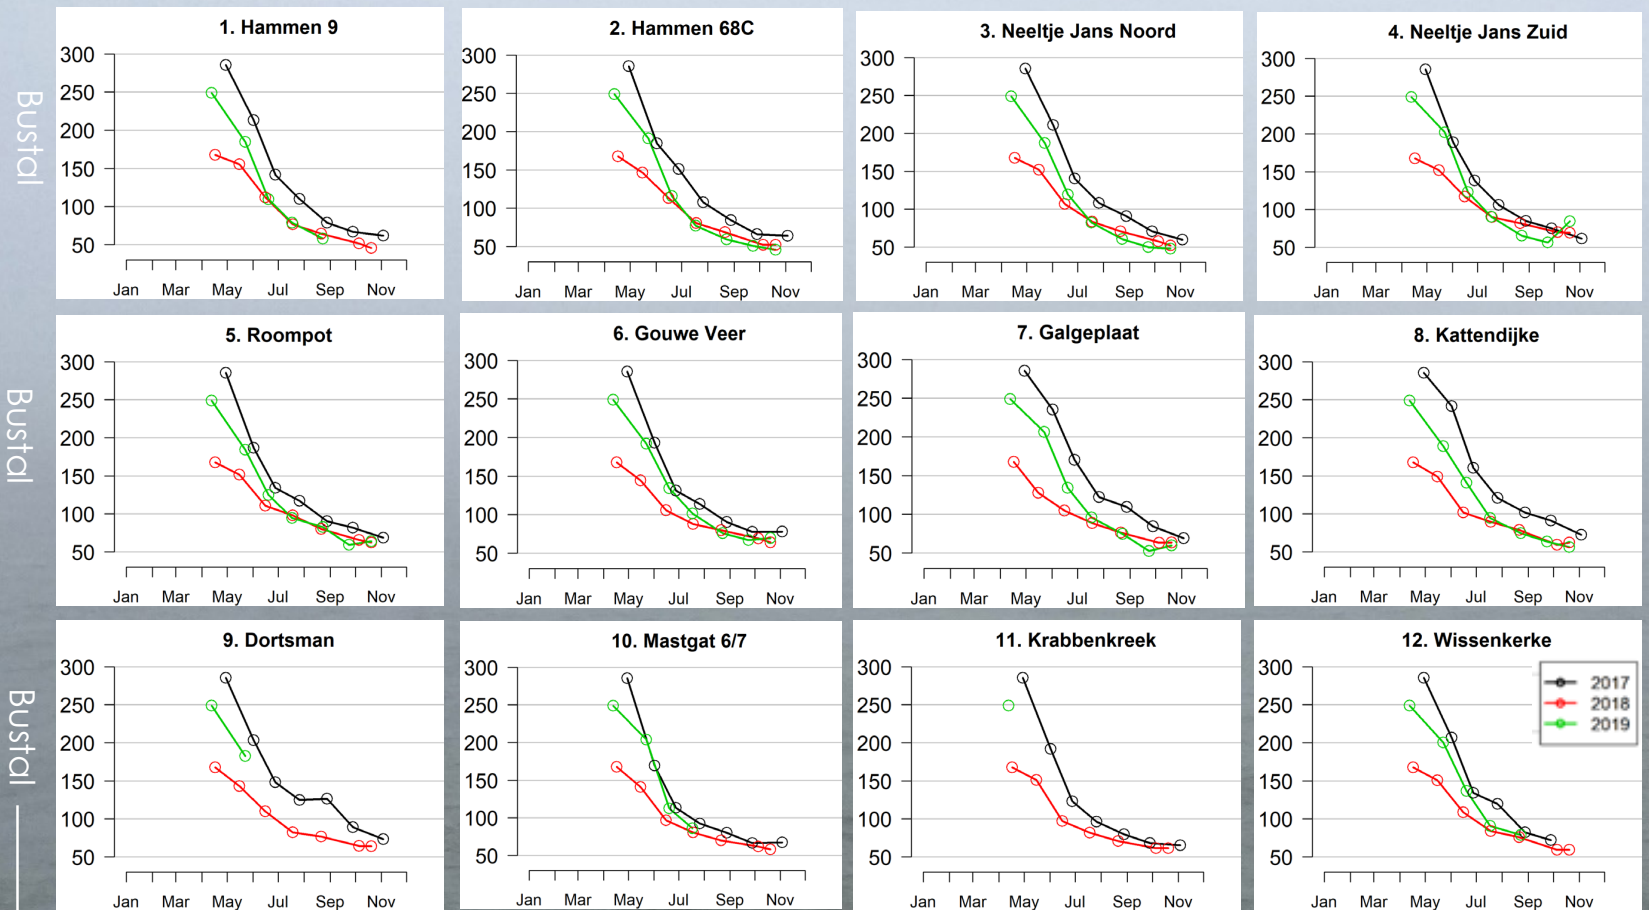 1. Hammen 9
300
250
200
150
100
50
Jan Mar May Jul Sep Nov
2. Hammen 68C
300
250
200
150
100
50
Jan Mar May Jul Sep Nov
3. Neeltje Jans Noord
300
250
200
150
100
50
Jan Mar May Jul Sep Nov
4. Neeltje Jans Zuid
300
250
200
150
100
50
Jan Mar May Jul Sep Nov
Bustal
5. Roompot
300
250
200
150
100
50
Jan Mar May Jul Sep Nov
6. Gouwe Veer
300
250
200
150
100
50
Jan Mar May Jul Sep Nov
7. Galgeplaat
300
250
200
150
100
50
Jan Mar May Jul Sep Nov
8. Kattendijke
300
250
200
150
100
50
Jan Mar May Jul Sep Nov
Bustal
9. Dortsman
300
250
200
150
100
50
Jan Mar May Jul Sep Nov
10. Mastgat 6/7
300
250
200
150
100
50
Jan Mar May Jul Sep Nov
11. Krabbenkreek
300
250
200
150
100
50
Jan Mar May Jul Sep Nov
12. Wissenkerke
300
250
200
150
100
50
Jan Mar May Jul Sep Nov
2017
2018
2019
Bustal